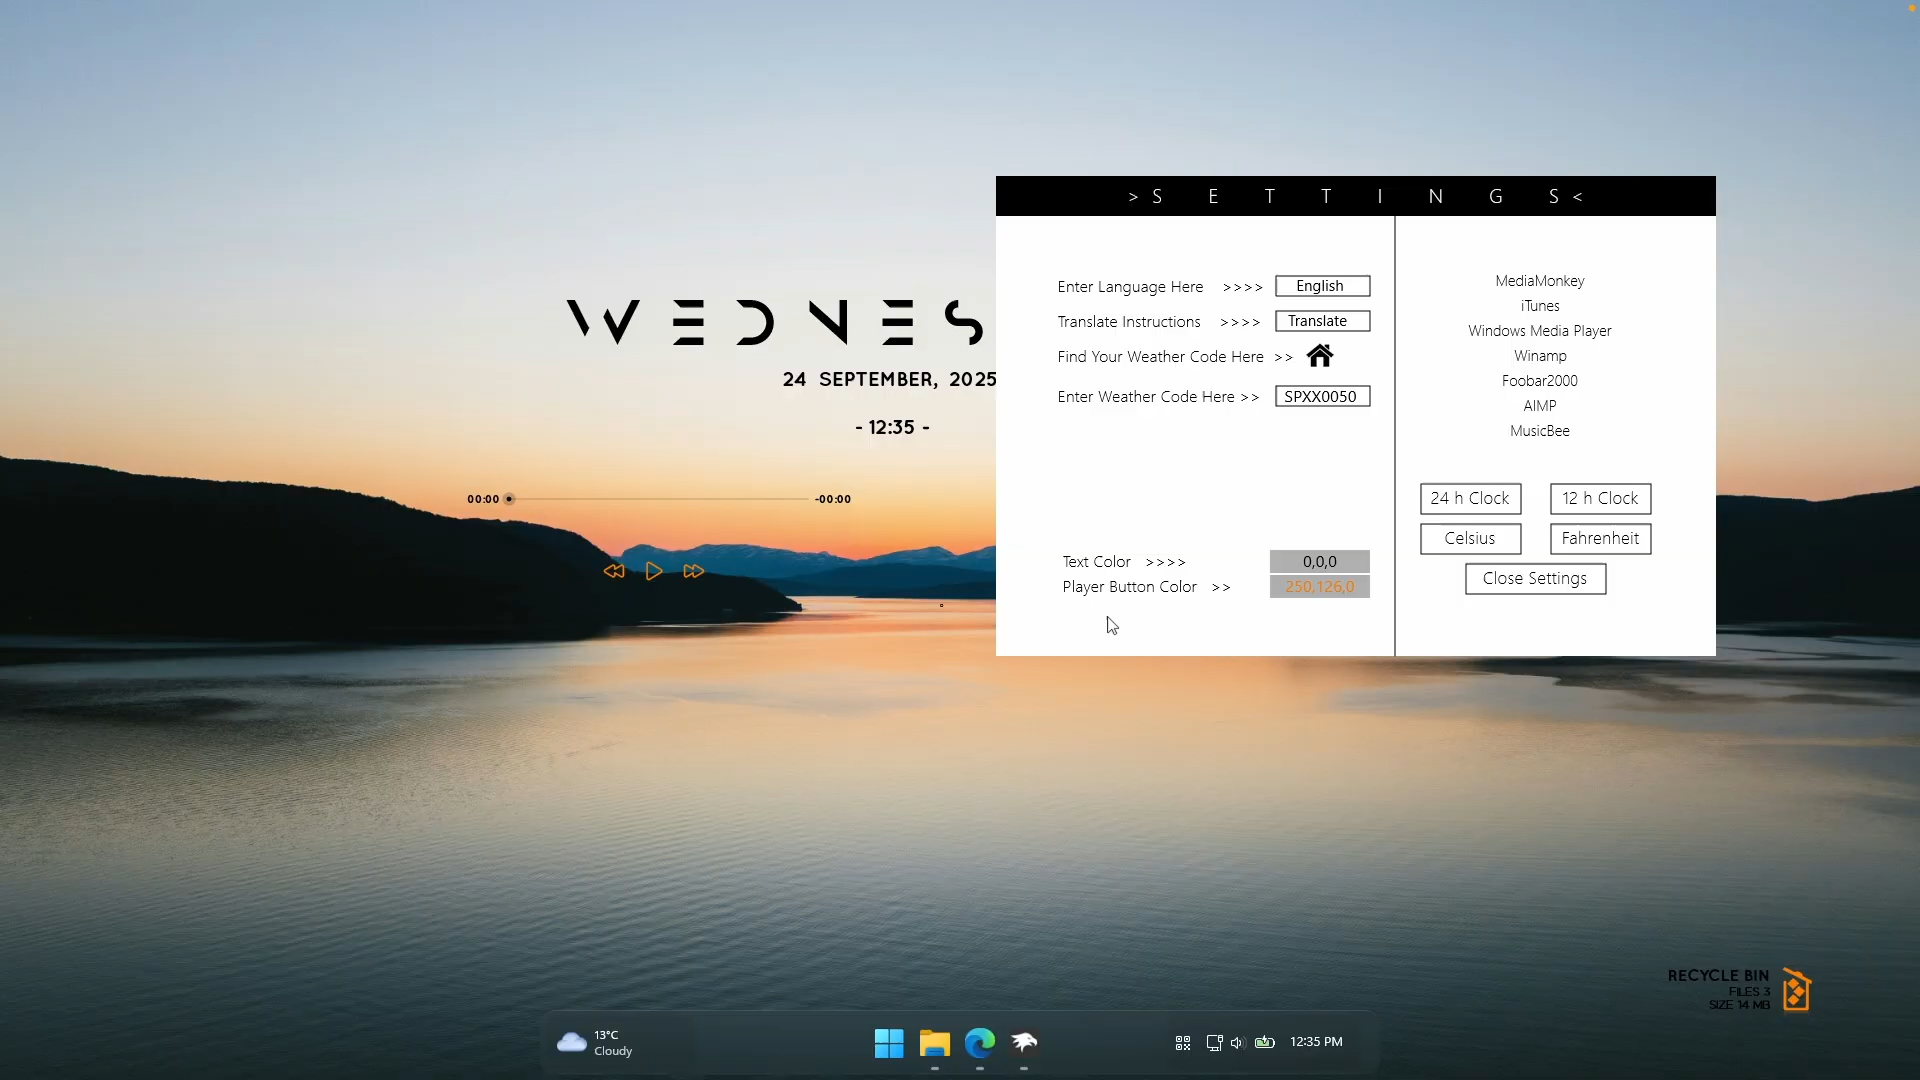 >S E T T I N G S<
Enter Language Here >>>> English
Translate Instructions >>>> Translate
Find Your Weather Code Here >>
Enter Weather Code Here >> SPXX0050
Text Color >>>> 0,0,0
Player Button Color >> 250,126,0
MediaMonkey
iTunes
Windows Media Player
Winamp
Foobar2000
AIMP
MusicBee
24 h Clock 12 h Clock
Celsius Fahrenheit
Close Settings
WEDNES
24 SEPTEMBER, 2025
- 12:35 -
00:00 -00:00
RECYCLE BIN
FILES 3
SIZE 14 MB
13°C
Cloudy
12:35 PM